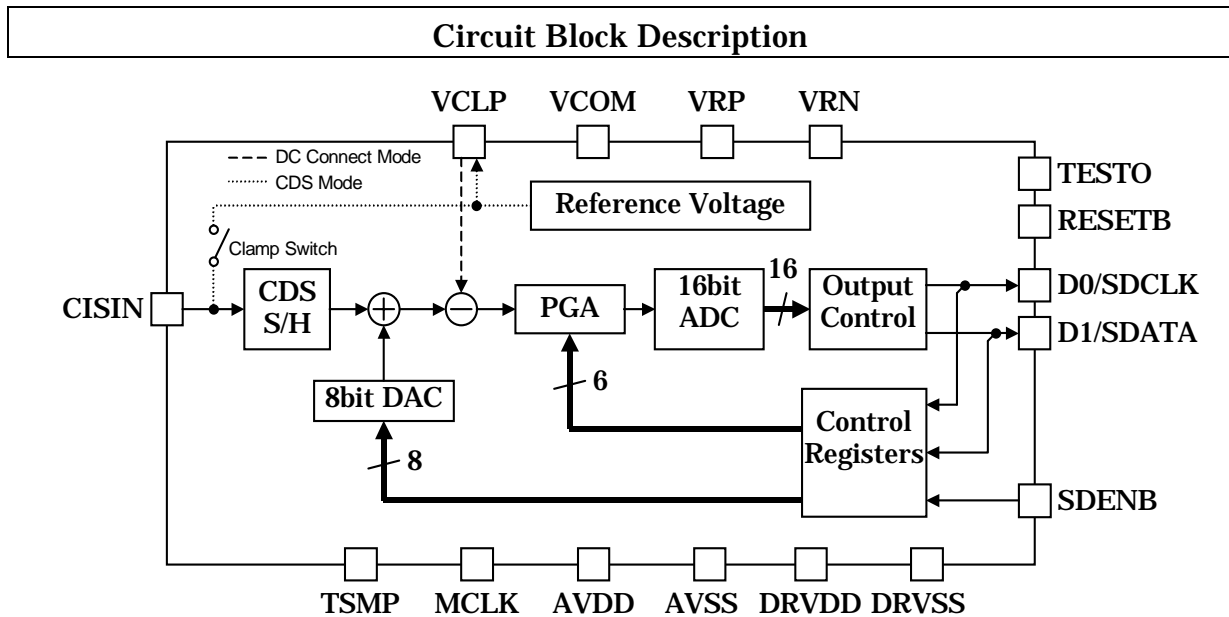 Circuit Block Description
VCLP VCOM VRP VRN
DC Connect Mode
CDS Mode
Reference Voltage
TESTO
RESETB
Clamp Switch
CISIN
CDS
S/H
PGA
16bit
ADC
16
Output
Control
D0/SDCLK
D1/SDATA
8bit DAC
6
8
Control
Registers
SDENB
TSMP MCLK AVDD AVSS DRVDD DRVSS